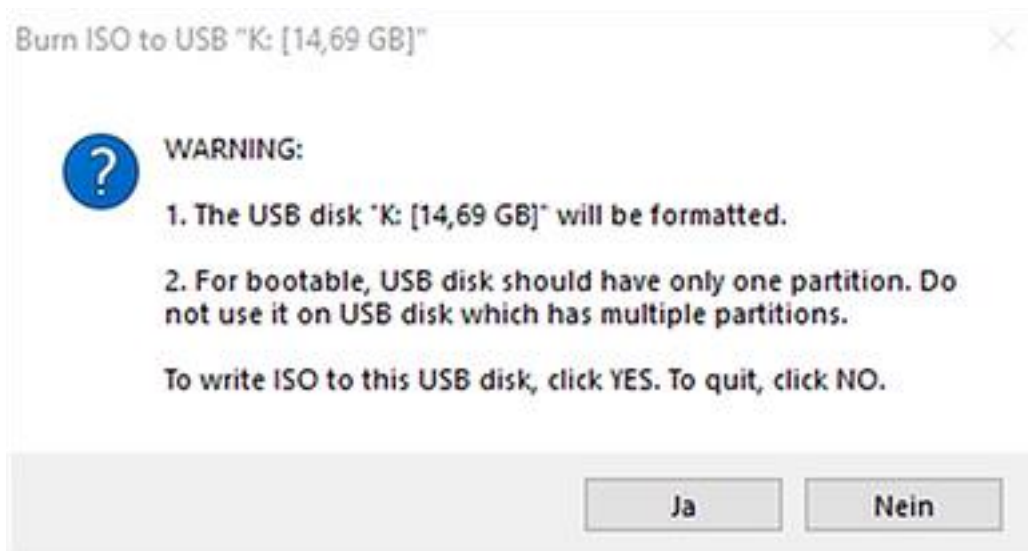 Burn ISO to USB "K: [14,69 GB]"
?
WARNING:
1. The USB disk "K: [14,69 GB]" will be formatted.
2. For bootable, USB disk should have only one partition. Do
not use it on USB disk which has multiple partitions.
To write ISO to this USB disk, click YES. To quit, click NO.
Ja
Nein